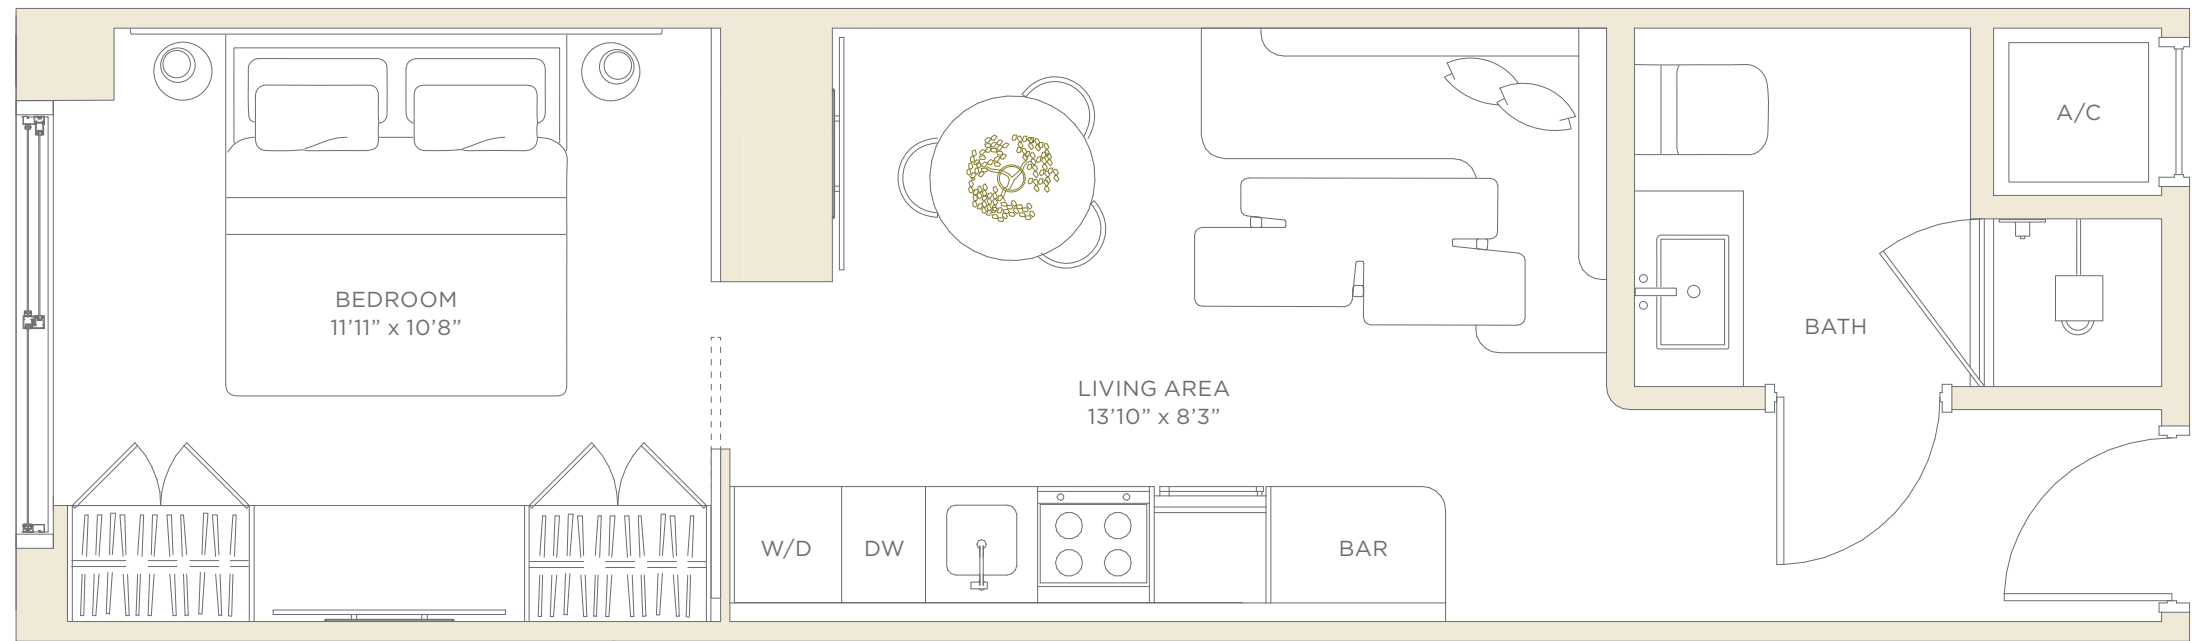 BEDROOM
11’11” x 10’8”
LIVING AREA
13’10” x 8’3”
BATH
A/C
W/D
DW
BAR